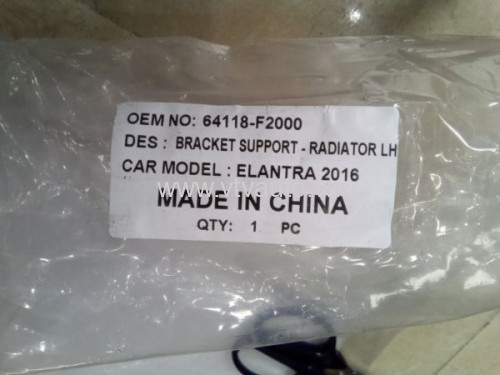 OEM NO: 64118-F2000
DES : BRACKET SUPPORT - RADIATOR LH
CAR MODEL : ELANTRA 2016
MADE IN CHINA
QTY: 1 PC